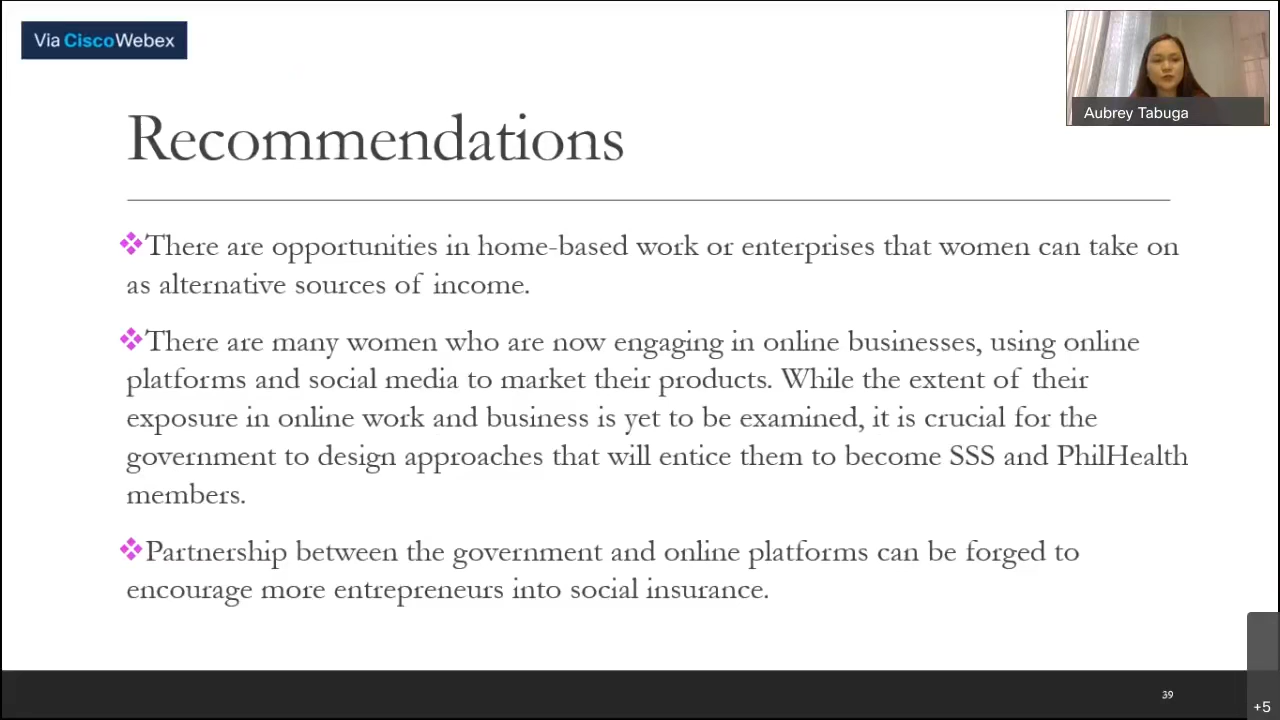 Via CiscoWebex
Aubrey Tabuga
Recommendations
There are opportunities in home-based work or enterprises that women can take on
as alternative sources of income.
There are many women who are now engaging in online businesses, using online
platforms and social media to market their products. While the extent of their
exposure in online work and business is yet to be examined, it is crucial for the
government to design approaches that will entice them to become SSS and PhilHealth
members.
Partnership between the government and online platforms can be forged to
encourage more entrepreneurs into social insurance.
39
+5